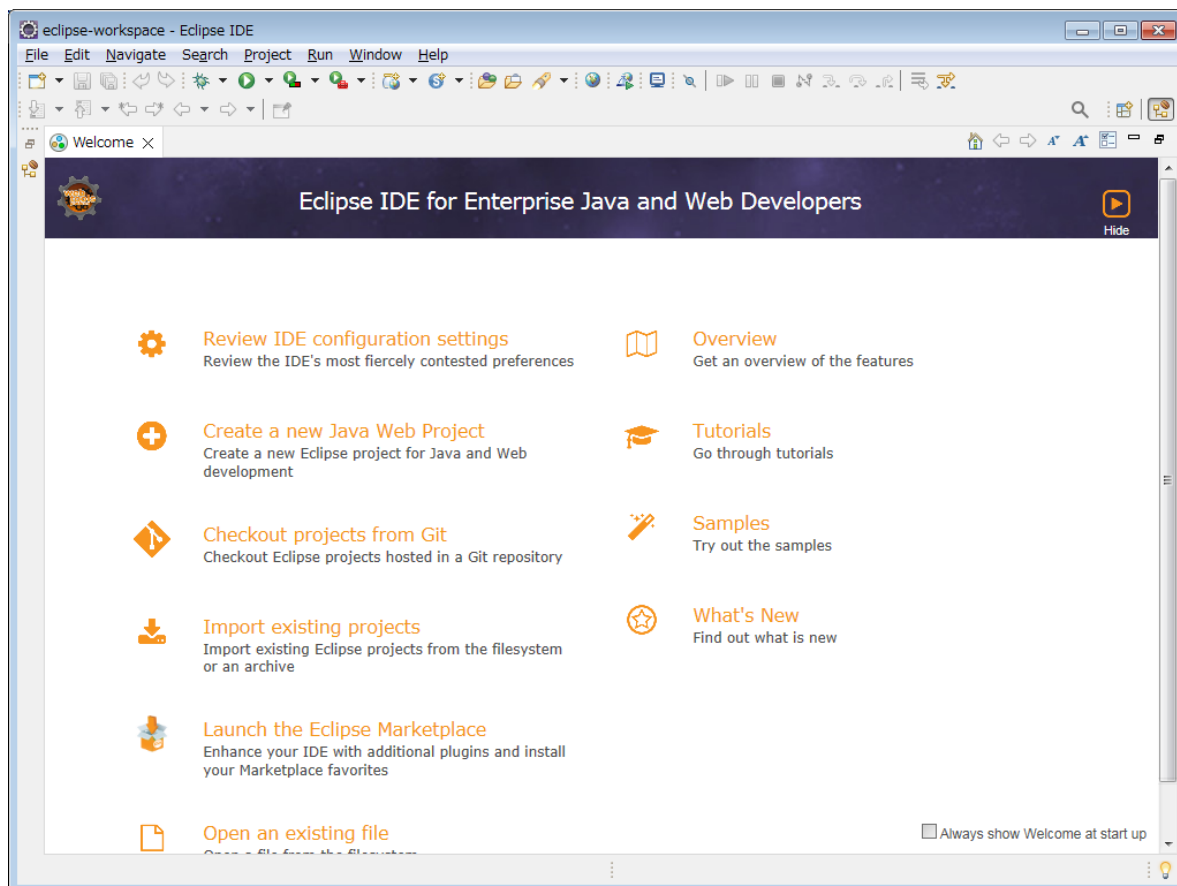 eclipse-workspace - Eclipse IDE
File Edit Navigate Search Project Run Window Help
Welcome
Eclipse IDE for Enterprise Java and Web Developers
Hide
Review IDE configuration settings
Review the IDE's most fiercely contested preferences
Create a new Java Web Project
Create a new Eclipse project for Java and Web
development
Checkout projects from Git
Checkout Eclipse projects hosted in a Git repository
Import existing projects
Import existing Eclipse projects from the filesystem
or an archive
Launch the Eclipse Marketplace
Enhance your IDE with additional plugins and install
your Marketplace favorites
Open an existing file
Open a file from the filesystem
Overview
Get an overview of the features
Tutorials
Go through tutorials
Samples
Try out the samples
What's New
Find out what is new
Always show Welcome at start up